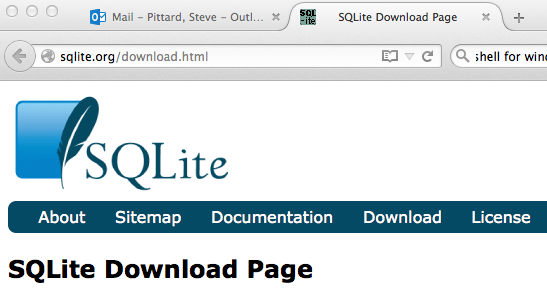 Mail – Pittard, Steve – Outl... SQLite Download Page
sqlite.org/download.html shell for wind
SQLite
About Sitemap Documentation Download License
SQLite Download Page